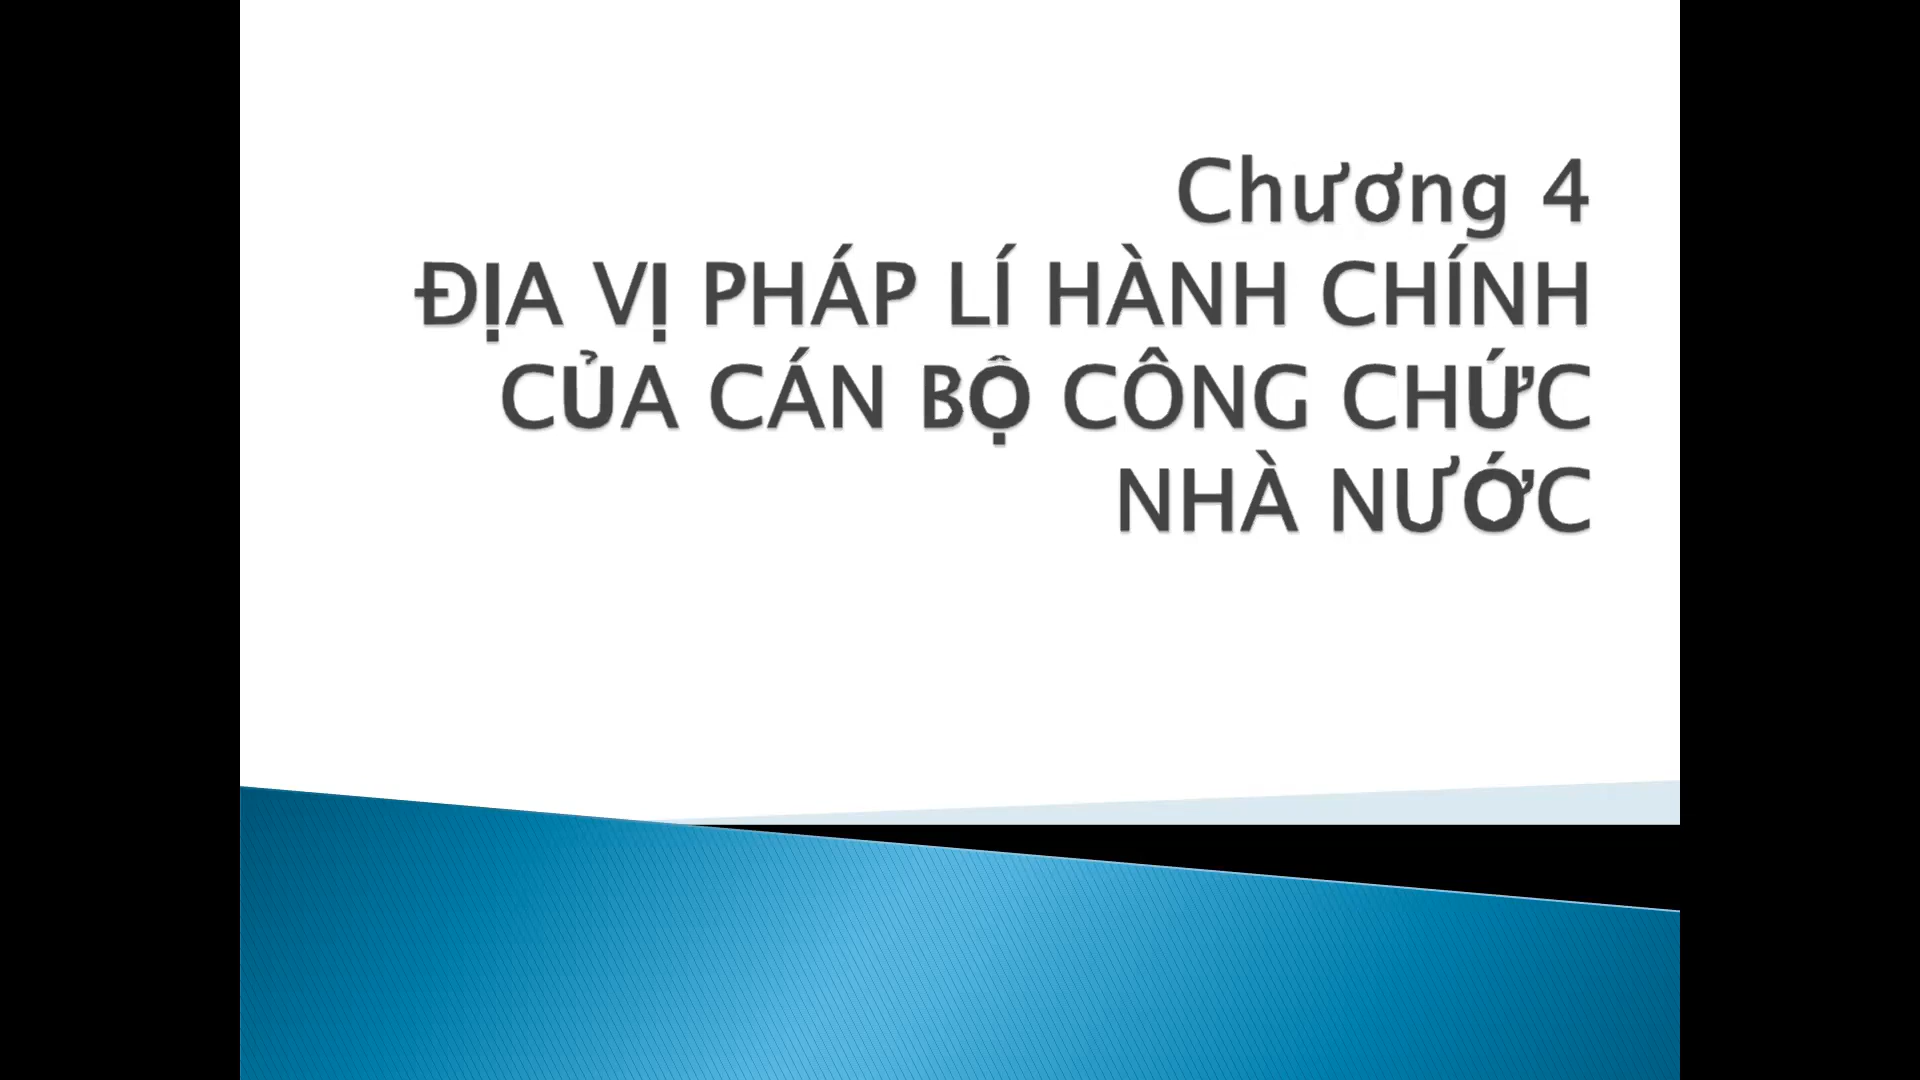 Chương 4
ĐỊA VỊ PHÁP LÍ HÀNH CHÍNH
CỦA CÁN BỘ CÔNG CHỨC
NHÀ NƯỚC